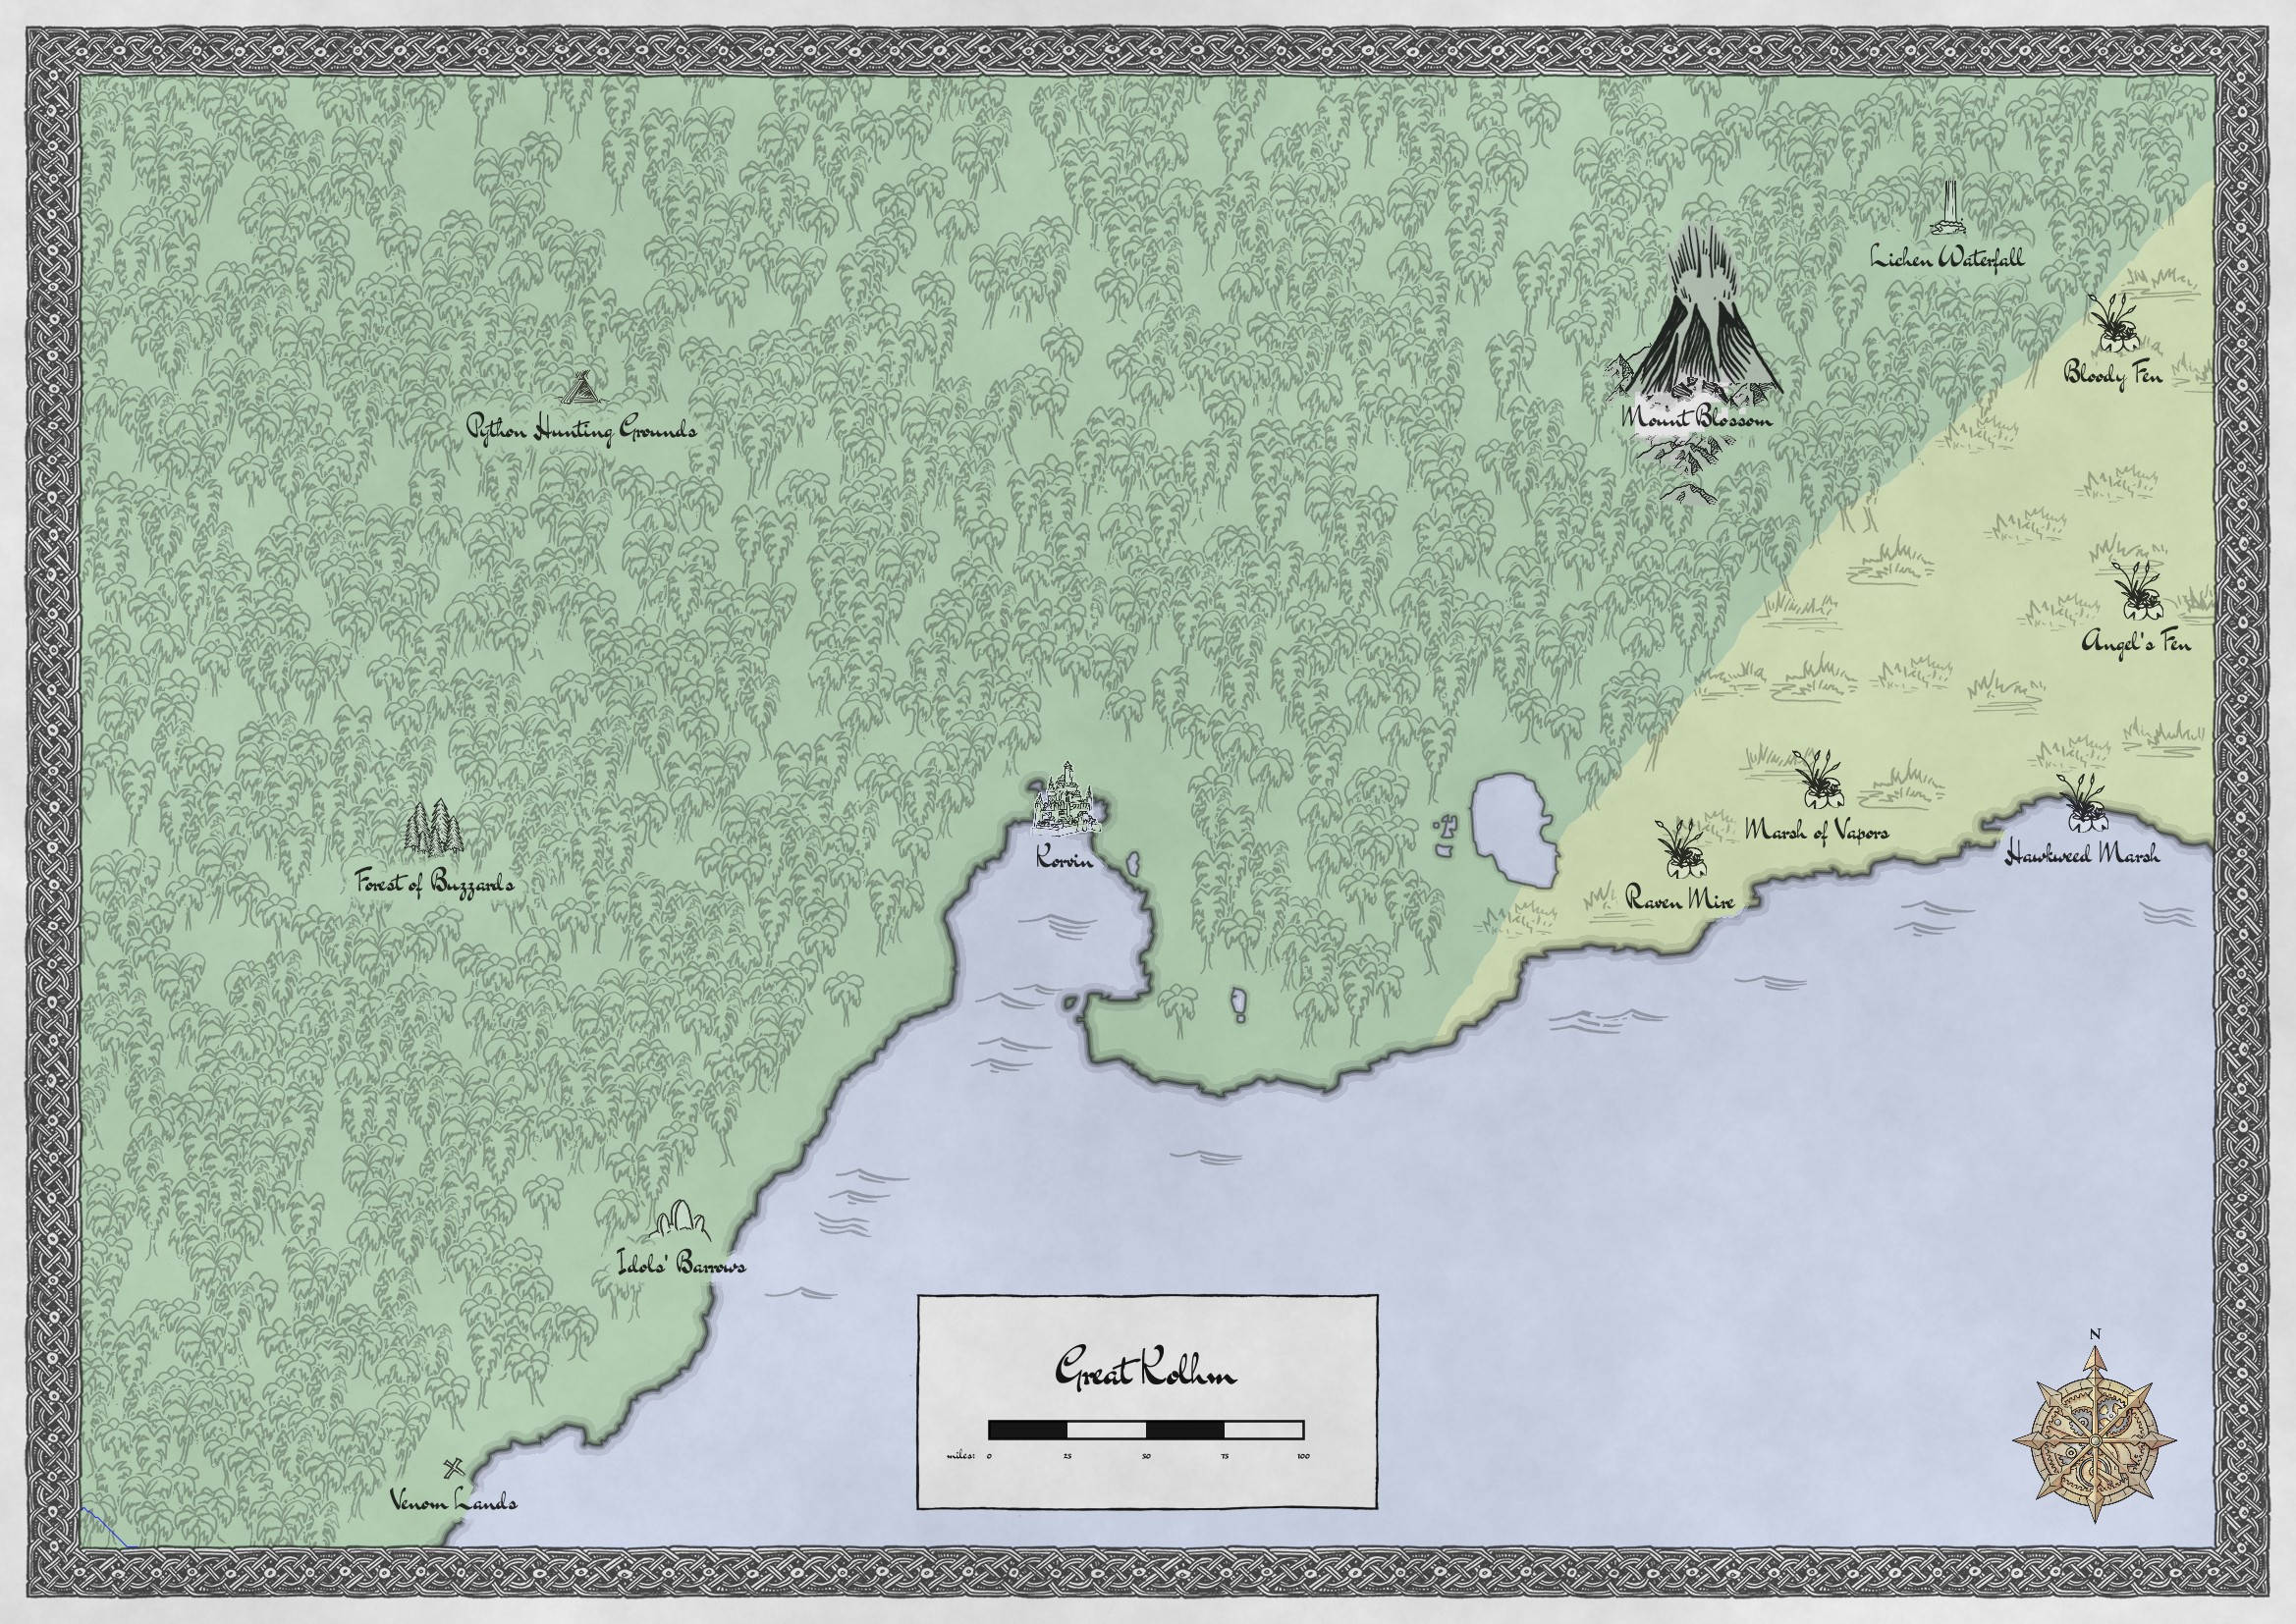 Lichen Waterfall
Bloody Fen
Mount Blossom
Python Hunting Grounds
Angel's Fen
Marsh of Vapors
Hawkweed Marsh
Korvin
Forest of Buzzards
Raven Mire
Idols' Barrows
N
Great Kolhm
miles: 0 25 50 75 100
Venom Lands